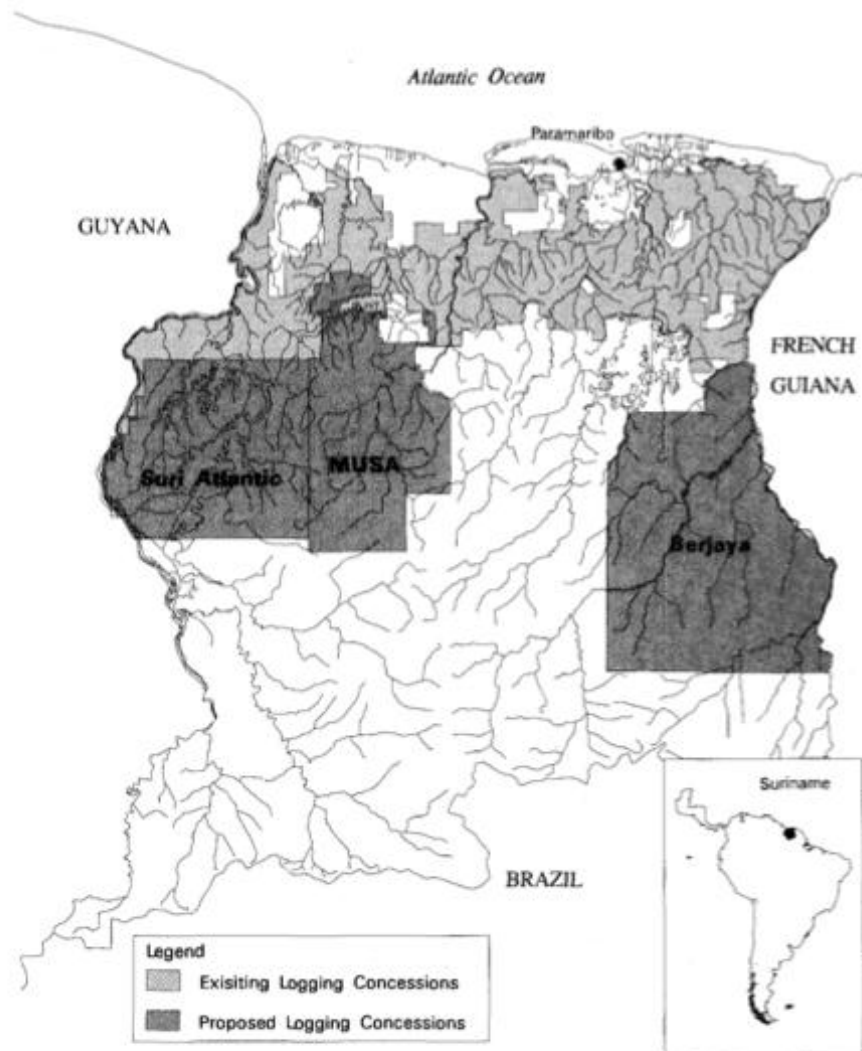 Atlantic Ocean
Paramaribo
GUYANA
FRENCH
GUIANA
Suri Atlantic
MUSA
Berjaya
Suriname
BRAZIL
Legend
Exisiting Logging Concessions
Proposed Logging Concessions